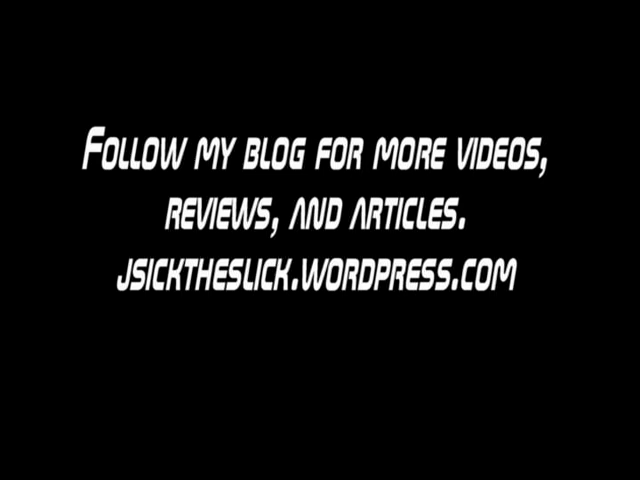 Follow my blog for more videos,
reviews, and articles.
jsicktheslick.wordpress.com